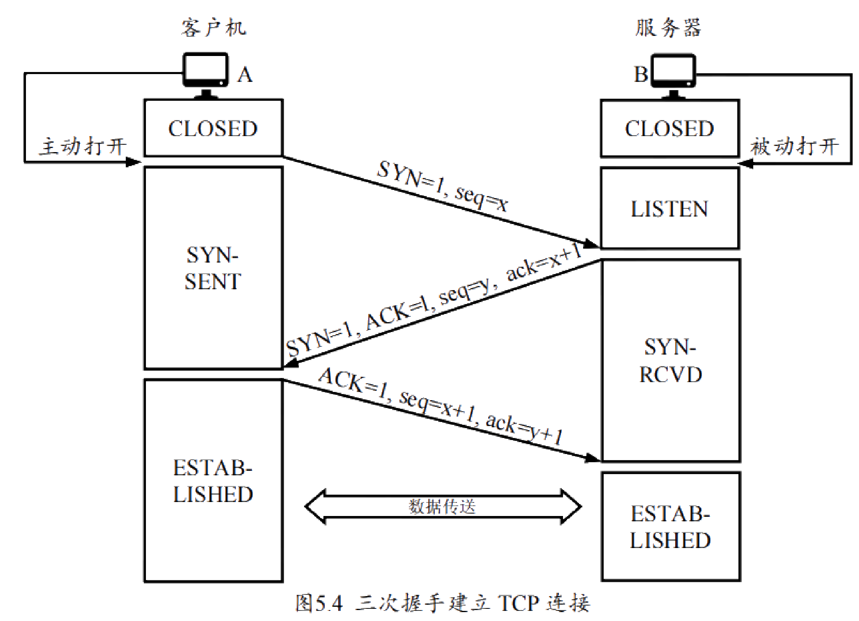 客户机
服务器
A
B
CLOSED
CLOSED
主动打开
被动打开
SYN=1, seq=x
LISTEN
SYN-
SENT
SYN=1, ACK=1, seq=y, ack=x+1
SYN-
RCVD
ACK=1, seq=x+1, ack=y+1
ESTAB-
LISHED
数据传送
ESTAB-
LISHED
图5.4 三次握手建立 TCP 连接